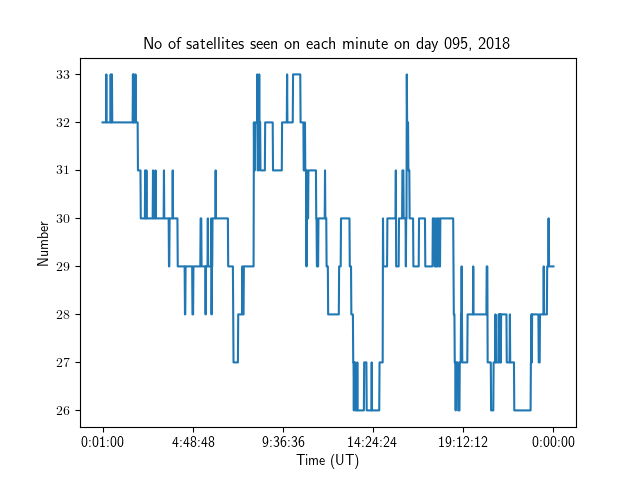 No of satellites seen on each minute on day 095, 2018
33
32
31
30
29
28
27
26
Number
0:01:00 4:48:48 9:36:36 14:24:24 19:12:12 0:00:00
Time (UT)